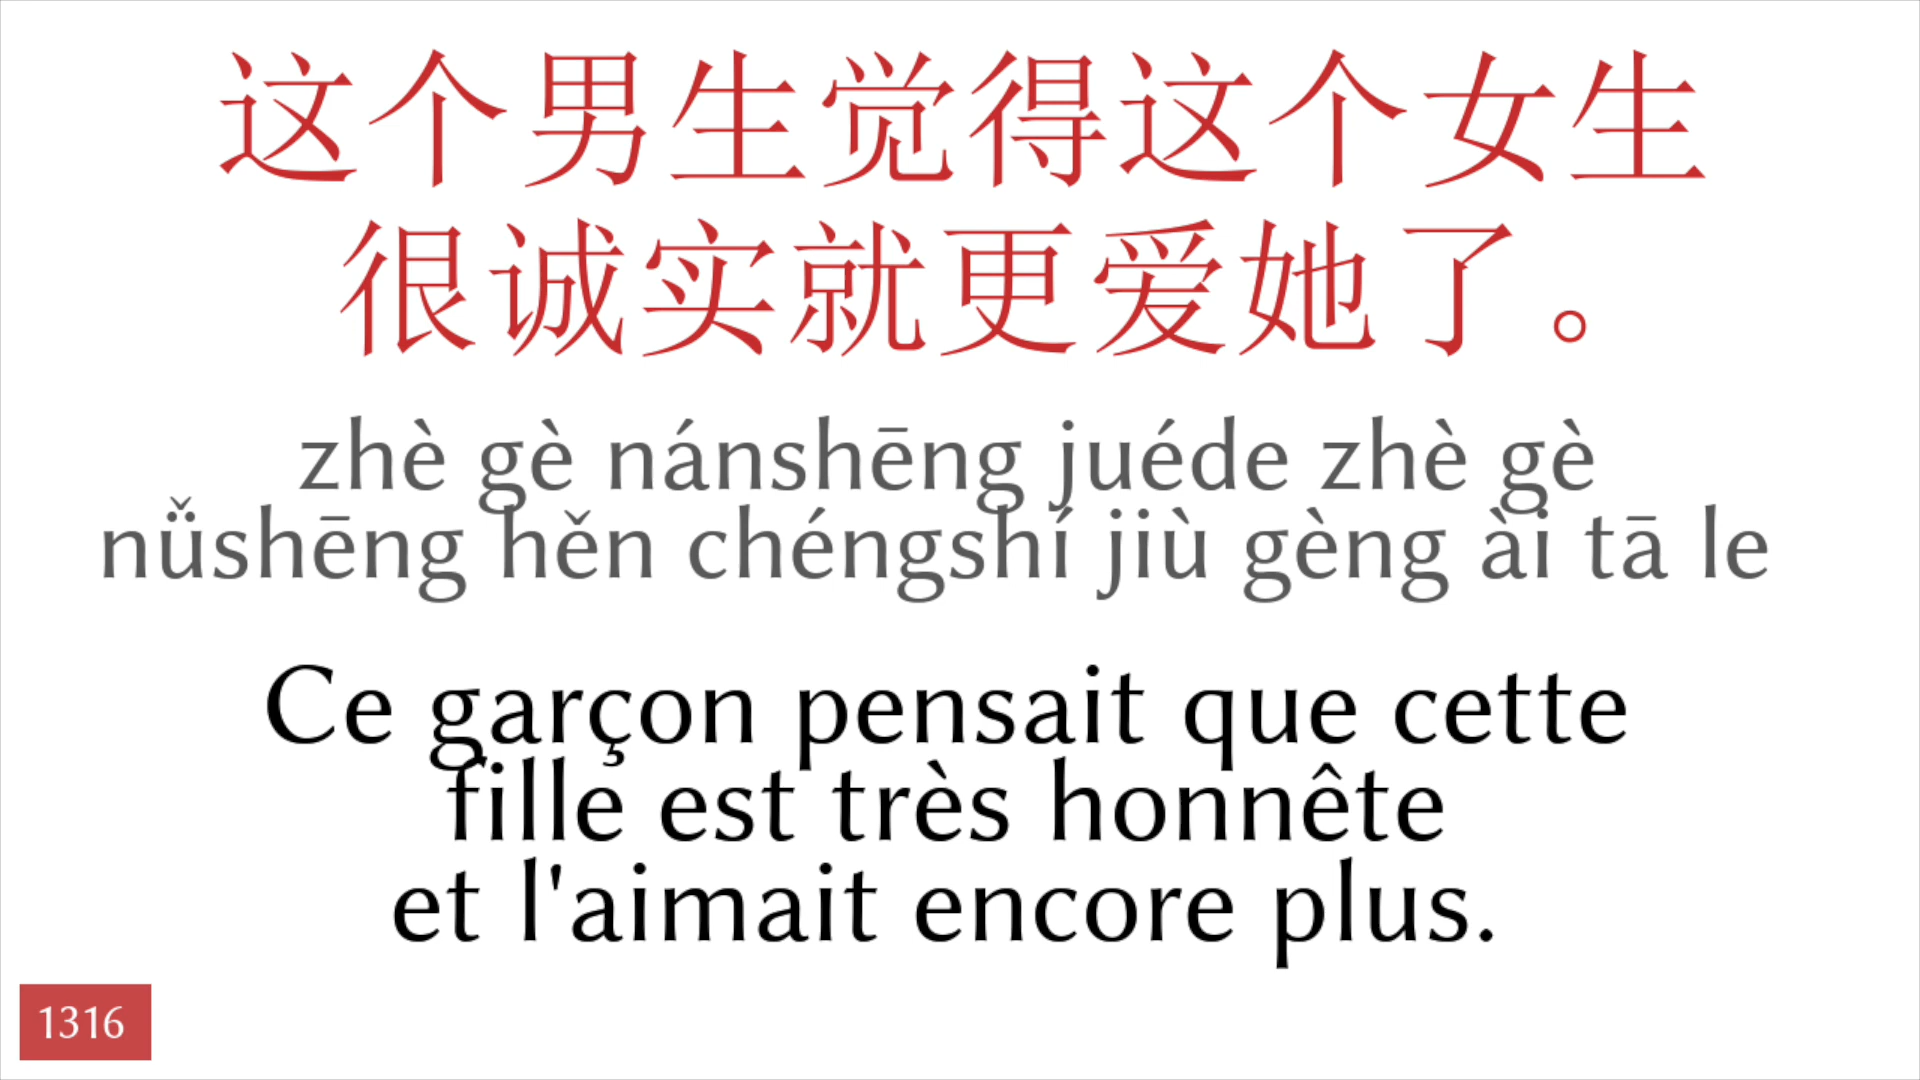 这个男生觉得这个女生
很诚实就更爱她了。
zhè gè nánshēng juéde zhè gè
nǚshēng hěn chéngshí jiù gèng ài tā le
Ce garçon pensait que cette
fille est très honnête
et l'aimait encore plus.
1316